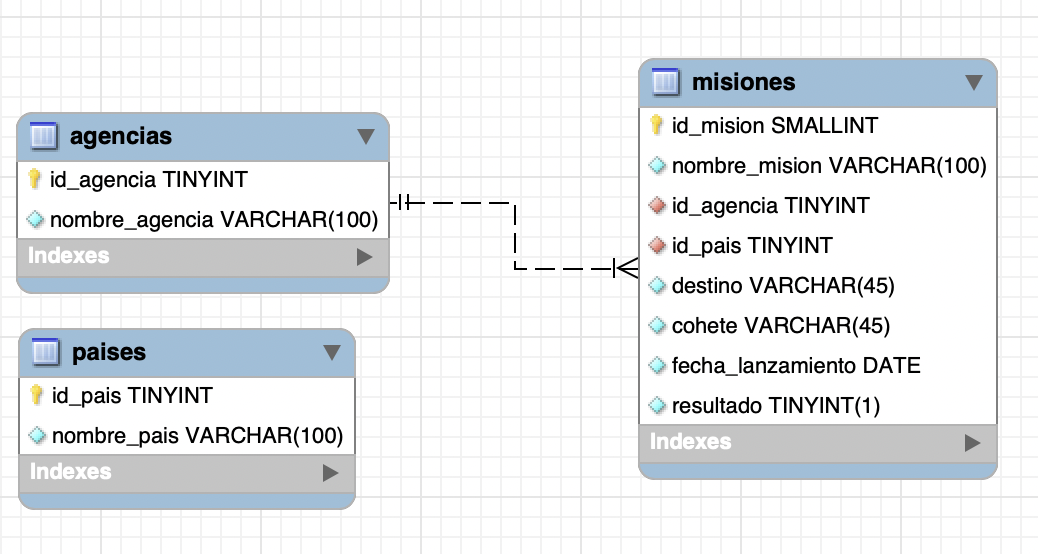 agencias
id_agencia TINYINT
nombre_agencia VARCHAR(100)
Indexes
paises
id_pais TINYINT
nombre_pais VARCHAR(100)
Indexes
misiones
id_mision SMALLINT
nombre_mision VARCHAR(100)
id_agencia TINYINT
id_pais TINYINT
destino VARCHAR(45)
cohete VARCHAR(45)
fecha_lanzamiento DATE
resultado TINYINT(1)
Indexes